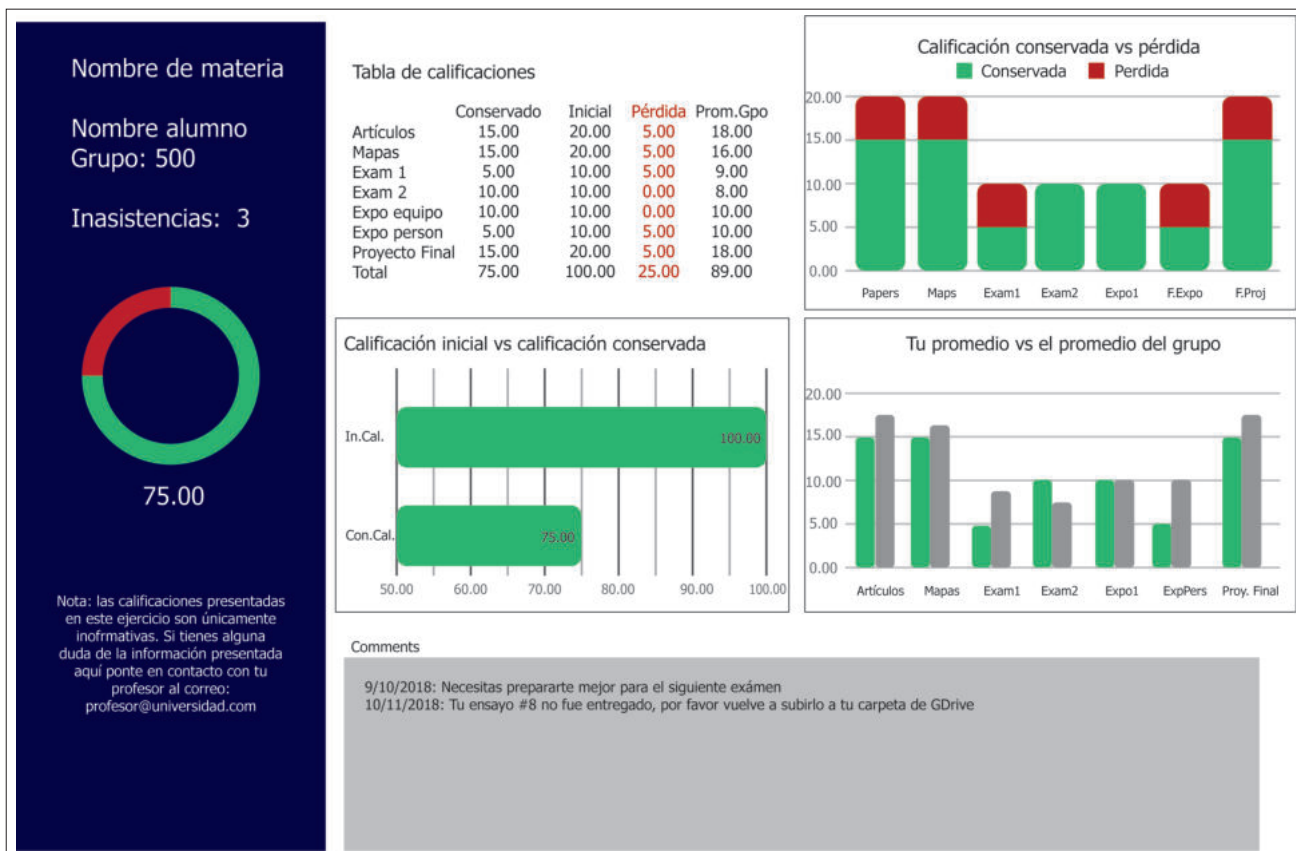 Nombre de materia
Nombre alumno
Grupo: 500
Inasistencias: 3
75.00
Nota: las calificaciones presentadas
en este ejercicio son únicamente
inofrmativas. Si tienes alguna
duda de la información presentada
aquí ponte en contacto con tu
profesor al correo:
profesor@universidad.com
Tabla de calificaciones
Conservado Inicial Pérdida Prom.Gpo
Artículos 15.00 20.00 5.00 18.00
Mapas 15.00 20.00 5.00 16.00
Exam 1 5.00 10.00 5.00 9.00
Exam 2 10.00 10.00 0.00 8.00
Expo equipo 10.00 10.00 0.00 10.00
Expo person 5.00 10.00 5.00 10.00
Proyecto Final 15.00 20.00 5.00 18.00
Total 75.00 100.00 25.00 89.00
Calificación conservada vs pérdida
Conservada Perdida
20.00
15.00
10.00
5.00
0.00
Papers Maps Exam1 Exam2 Expo1 F.Expo F.Proj
Calificación inicial vs calificación conservada
In.Cal. 100.00
Con.Cal. 75.00
50.00 60.00 70.00 80.00 90.00 100.00
Tu promedio vs el promedio del grupo
20.00
15.00
10.00
5.00
0.00
Artículos Mapas Exam1 Exam2 Expo1 ExpPers Proy. Final
Comments
9/10/2018: Necesitas prepararte mejor para el siguiente exámen
10/11/2018: Tu ensayo #8 no fue entregado, por favor vuelve a subirlo a tu carpeta de GDrive